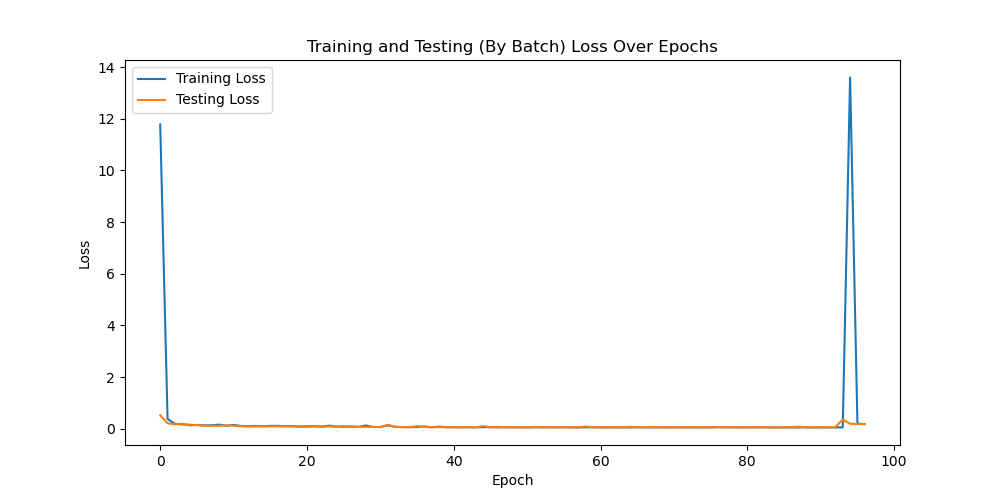 Training and Testing (By Batch) Loss Over Epochs
Training Loss
Testing Loss
14
12
10
8
6
4
2
0
Loss
0 20 40 60 80 100
Epoch